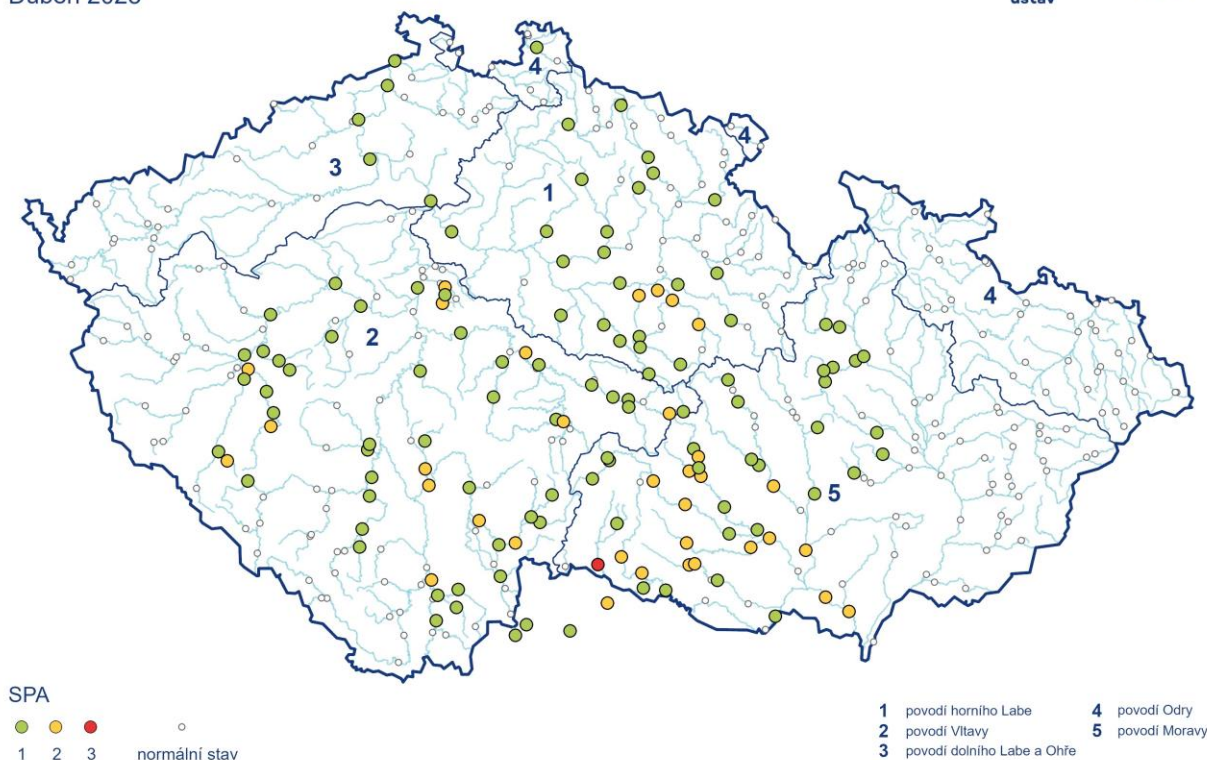 Duben
ústav
4
4
3
1
4
2
5
SPA
1 2 3 normální stav
1 povodí horního Labe
2 povodí Vltavy
3 povodí dolního Labe a Ohře
4 povodí Odry
5 povodí Moravy